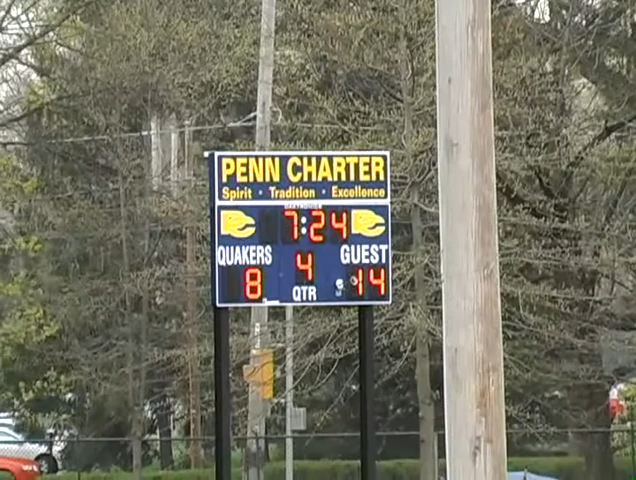 PENN CHARTER
Spirit · Tradition · Excellence
7:24
QUAKERS 4 GUEST
8 QTR 14